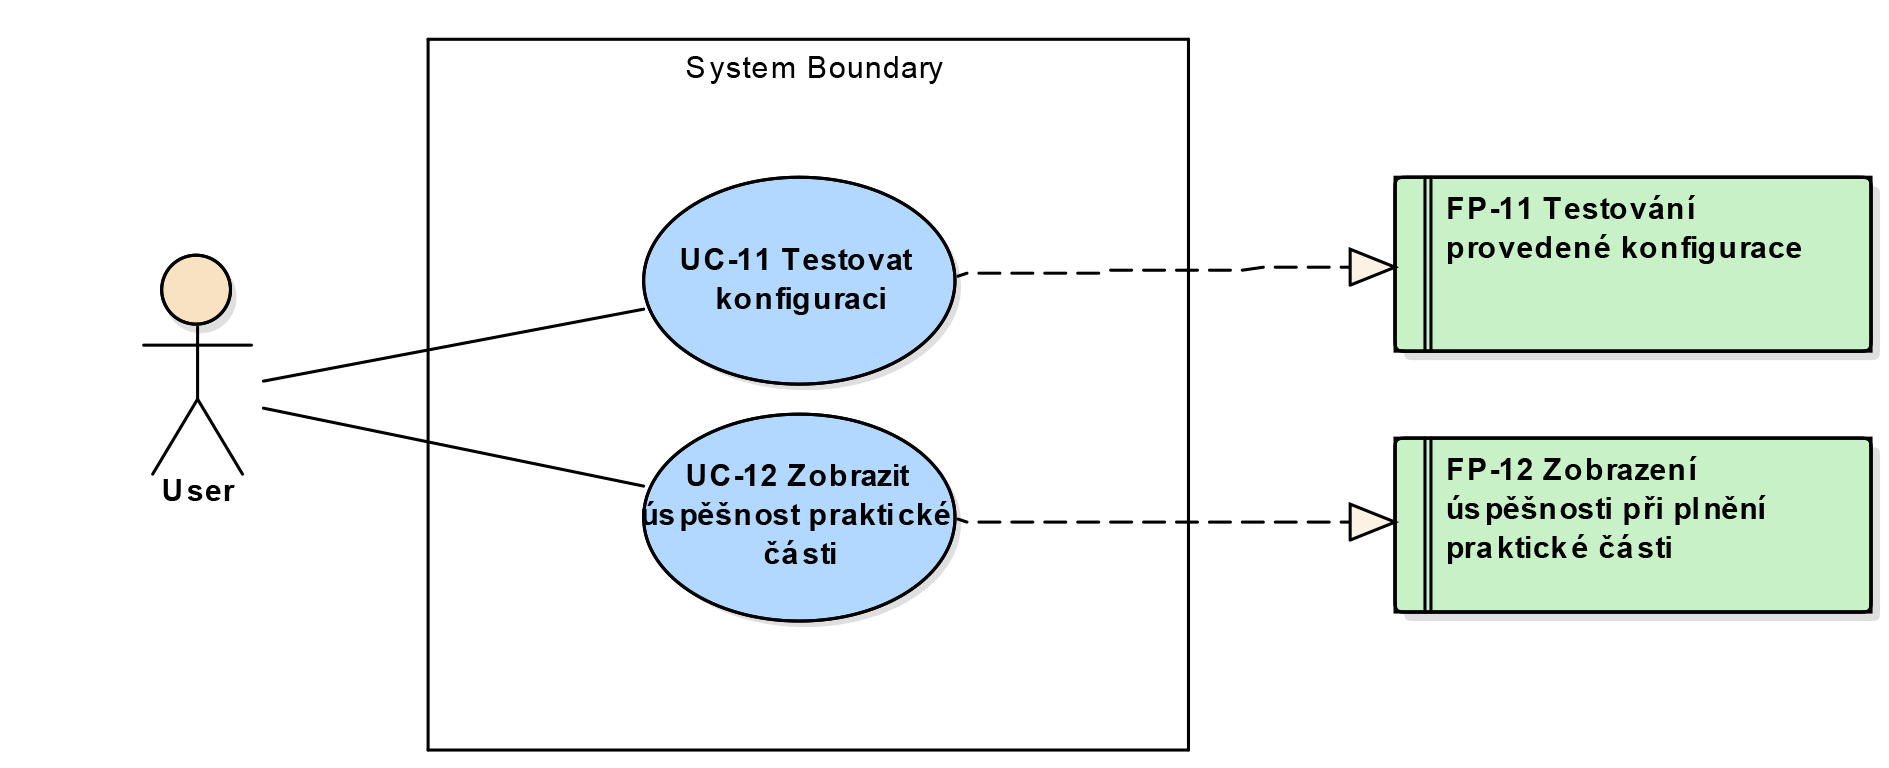 System Boundary
UC-11 Testovat
konfiguraci
FP-11 Testování
provedené konfigurace
User
UC-12 Zobrazit
úspěšnost praktické
části
FP-12 Zobrazení
úspěšnosti při plnění
praktické části